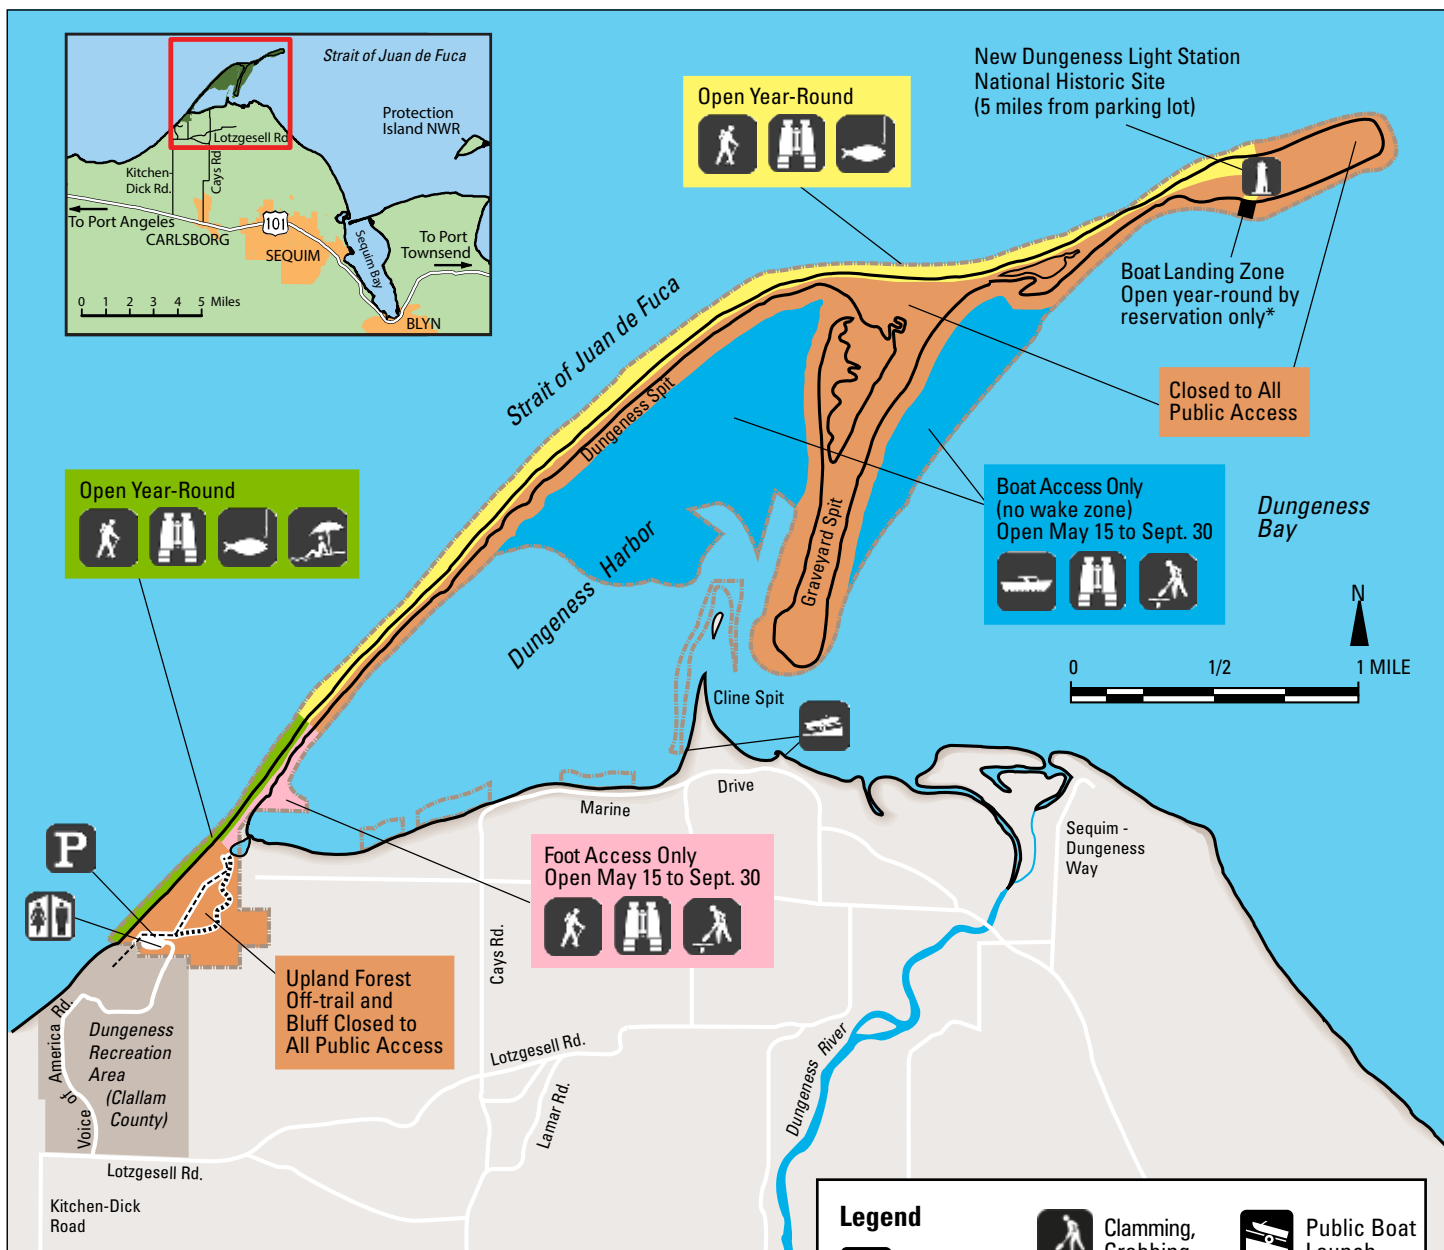 Strait of Juan de Fuca
Protection
Island NWR
Lotzgesell Rd.
Kitchen-
Dick Rd.
Cays Rd.
To Port Angeles
CARLSBORG
101
SEQUIM
Sequim Bay
To Port
Townsend
BLYN
0 1 2 3 4 5 Miles
Open Year-Round
New Dungeness Light Station
National Historic Site
(5 miles from parking lot)
Boat Landing Zone
Open year-round by
reservation only*
Strait of Juan de Fuca
Dungeness Spit
Closed to All
Public Access
Open Year-Round
Boat Access Only
(no wake zone)
Open May 15 to Sept. 30
Dungeness
Bay
Dungeness Harbor
Graveyard Spit
N
0 1/2 1 MILE
Cline Spit
Marine Drive
Sequim -
Dungeness
Way
P
Foot Access Only
Open May 15 to Sept. 30
Cays Rd.
Upland Forest
Off-trail and
Bluff Closed to
All Public Access
Dungeness
Recreation
Area
(Clallam
County)
Voice of America Rd.
Lotzgesell Rd.
Lamar Rd.
Dungeness River
Lotzgesell Rd.
Kitchen-Dick
Road
Legend
Clamming,
Crabbing
Public Boat
Launch